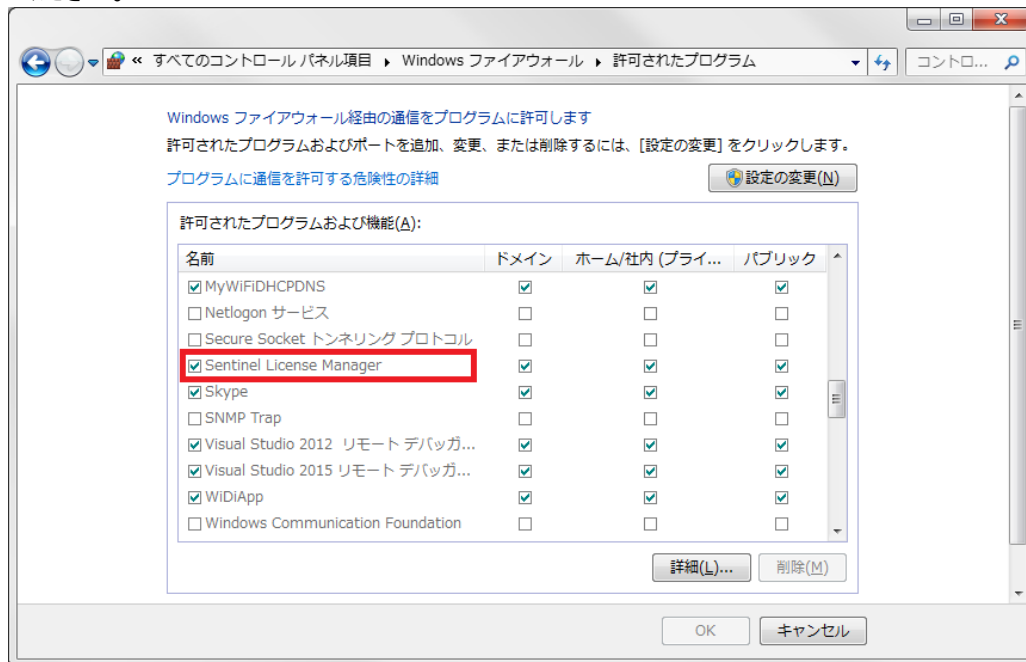 « すべてのコントロール パネル項目 ▸ Windows ファイアウォール ▸ 許可されたプログラム コントロ...
Windows ファイアウォール経由の通信をプログラムに許可します
許可されたプログラムおよびポートを追加、変更、または削除するには、[設定の変更] をクリックします。
プログラムに通信を許可する危険性の詳細 設定の変更(N)
許可されたプログラムおよび機能(A):
名前 ドメイン ホーム/社内 (プライ... パブリック
MyWiFiDHCPDNS
Netlogon サービス
Secure Socket トンネリング プロトコル
Sentinel License Manager
Skype
SNMP Trap
Visual Studio 2012 リモート デバッガ...
Visual Studio 2015 リモート デバッガ...
WiDiApp
Windows Communication Foundation
詳細(L)... 削除(M)
OK キャンセル